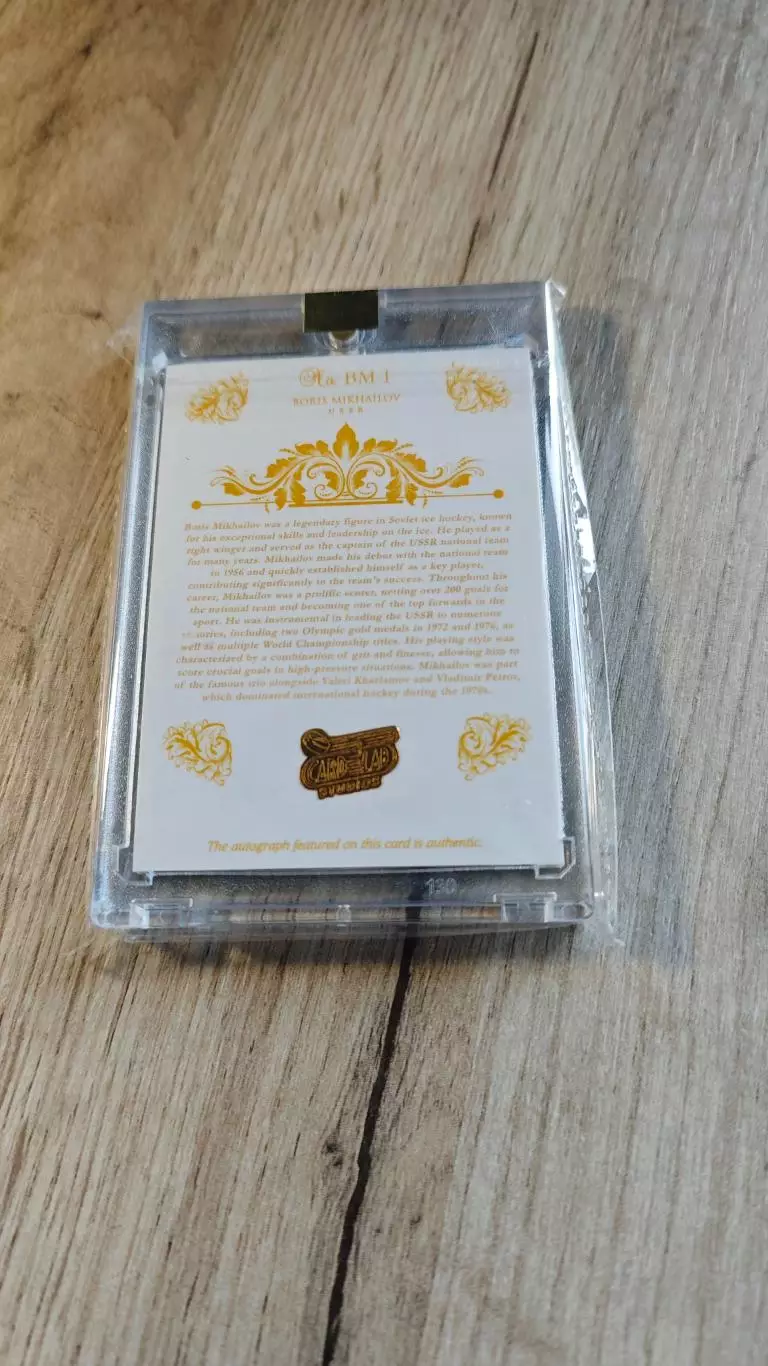 No. BM 1
BORIS MIKHAILOV
USSR
Boris Mikhailov was a legendary figure in Soviet ice hockey, known
for his exceptional skills and leadership on the ice. He played as a
right winger and served as the captain of the USSR national team
for many years. Mikhailov made his debut with the national team
in 1956 and quickly established himself as a key player,
contributing significantly to the team's success. Throughout his
career, Mikhailov was a prolific scorer, netting over 200 goals for
the national team and becoming one of the top forwards in the
sport. He was instrumental in leading the USSR to numerous
victories, including two Olympic gold medals in 1972 and 1976, as
well as multiple World Championship titles. His playing style was
characterized by a combination of grit and finesse, allowing him to
score crucial goals in high-pressure situations. Mikhailov was part
of the famous trio alongside Valeri Kharlamov and Vladimir Petrov,
which dominated international hockey during the 1970s.
CARD LAB
STUDIOS
The autograph featured on this card is authentic.
130